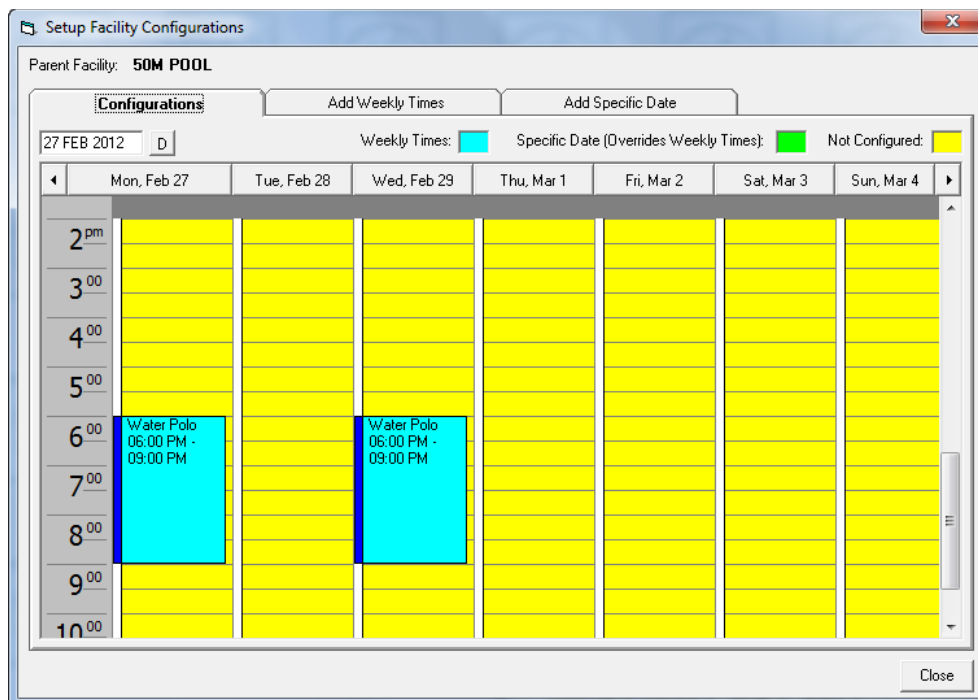 Setup Facility Configurations
Parent Facility: 50M POOL
Configurations
Add Weekly Times
Add Specific Date
27 FEB 2012
D
Weekly Times:
Specific Date (Overrides Weekly Times):
Not Configured:
Mon, Feb 27
Tue, Feb 28
Wed, Feb 29
Thu, Mar 1
Fri, Mar 2
Sat, Mar 3
Sun, Mar 4
2 pm
3 00
4 00
5 00
6 00
Water Polo
06:00 PM -
09:00 PM
Water Polo
06:00 PM -
09:00 PM
7 00
8 00
9 00
10 00
Close